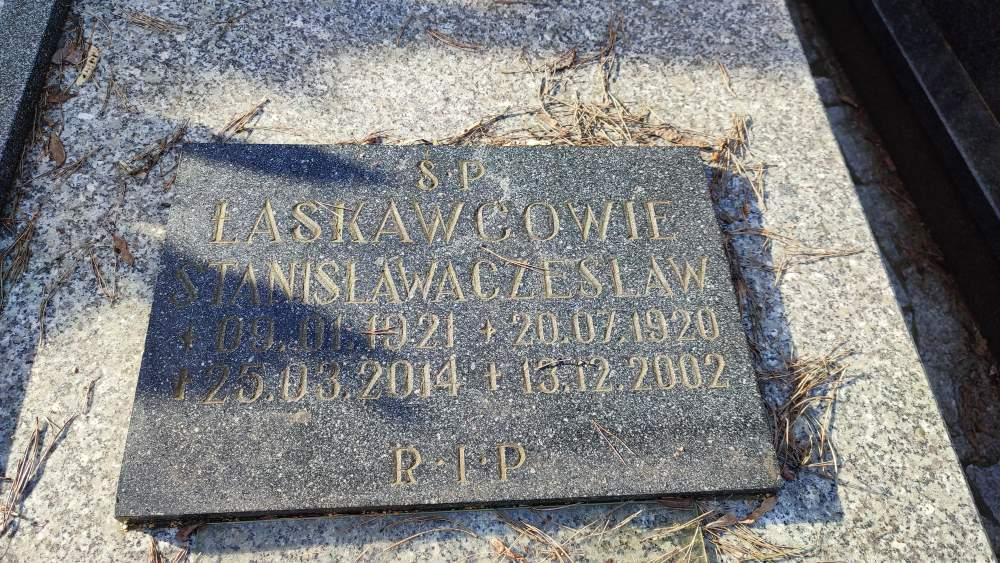 Ś·P
ŁASKAWCOWIE
STANISŁAWA CZESŁAW
* 09.01.1921 * 20.07.1920
† 25.03.2014 † 13.12.2002
R·I·P